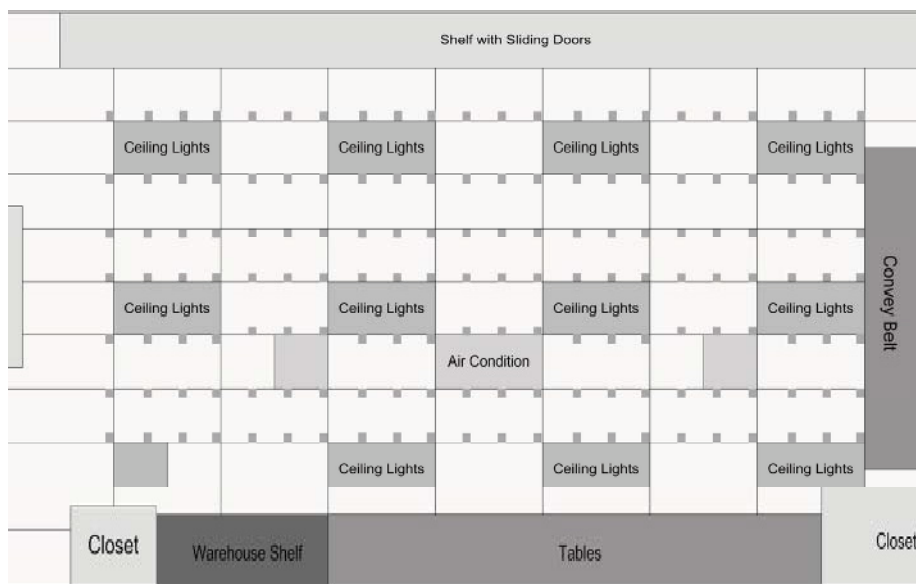 Shelf with Sliding Doors
Ceiling Lights
Ceiling Lights
Ceiling Lights
Ceiling Lights
Convey Belt
Ceiling Lights
Ceiling Lights
Ceiling Lights
Ceiling Lights
Air Condition
Ceiling Lights
Ceiling Lights
Ceiling Lights
Closet
Warehouse Shelf
Tables
Closet